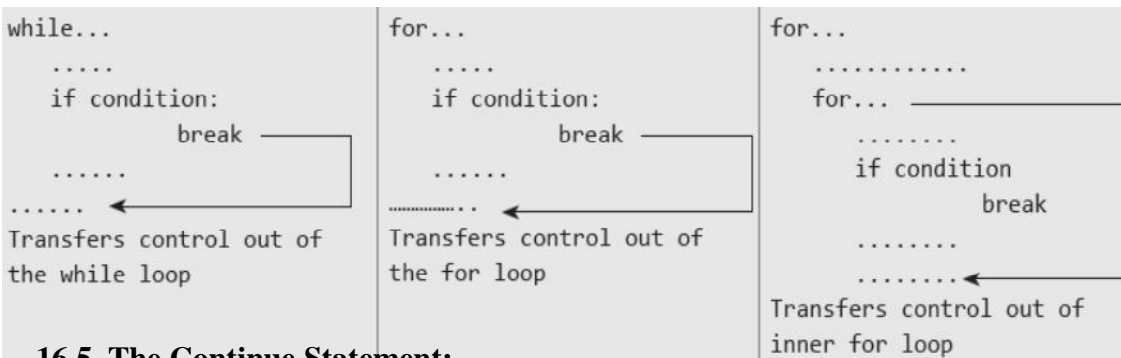 while...
.....
if condition:
break
......
......
Transfers control out of
the while loop
for...
.....
if condition:
break
......
.................
Transfers control out of
the for loop
for...
............
for...
........
if condition
break
........
........
Transfers control out of
inner for loop
16.5 The Continue Statement: